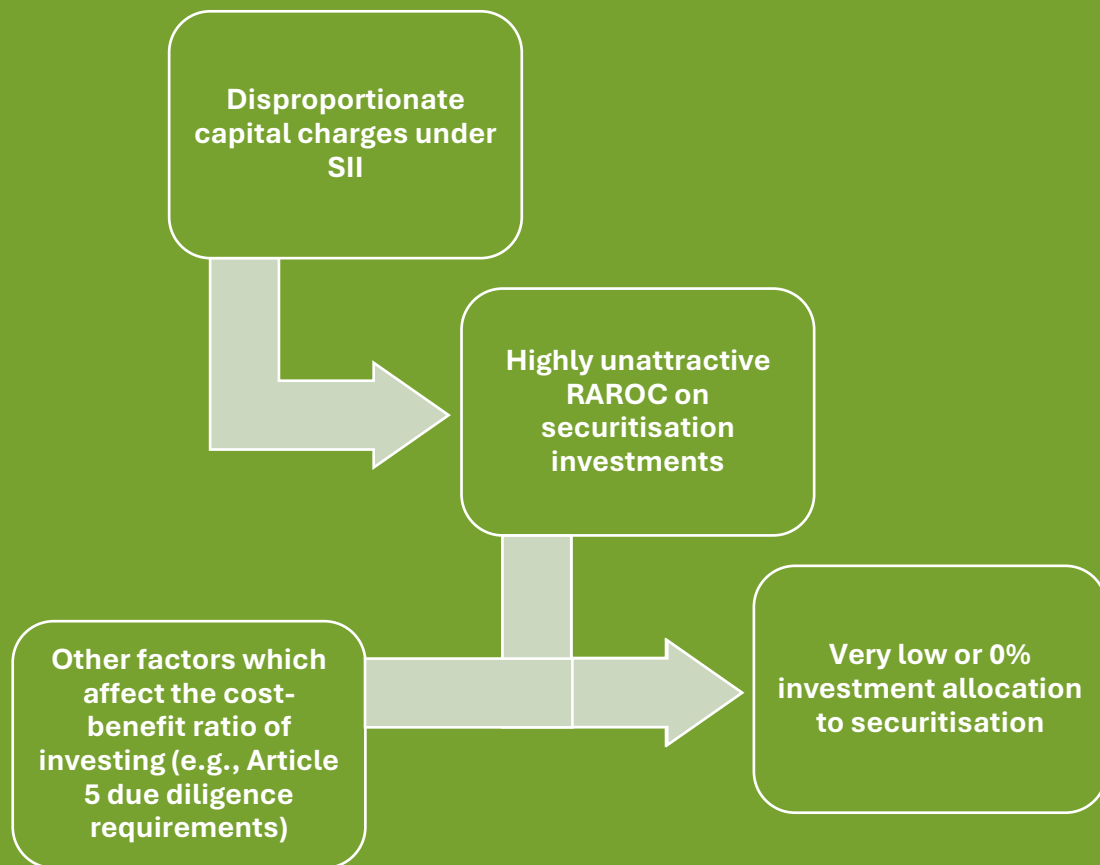 Disproportionate
capital charges under
SII
Highly unattractive
RAROC on
securitisation
investments
Other factors which
affect the cost-
benefit ratio of
investing (e.g., Article
5 due diligence
requirements)
Very low or 0%
investment allocation
to securitisation